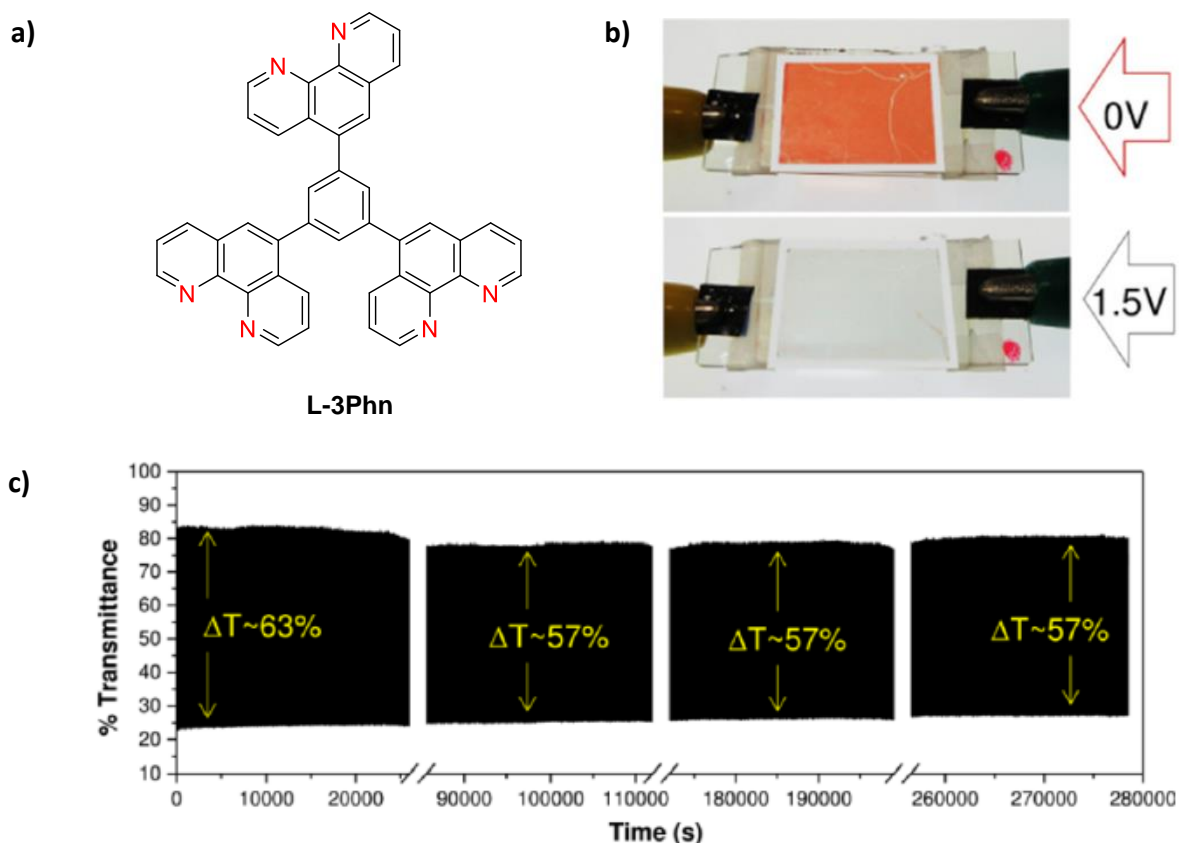 a)
N
N
N
N
N
N
L-3Phn
b)
0V
1.5V
c)
% Transmittance
100
90
80
70
60
50
40
30
20
10
ΔT~63%
ΔT~57%
ΔT~57%
ΔT~57%
0 10000 20000 90000 100000 110000 180000 190000 260000 270000 280000
Time (s)